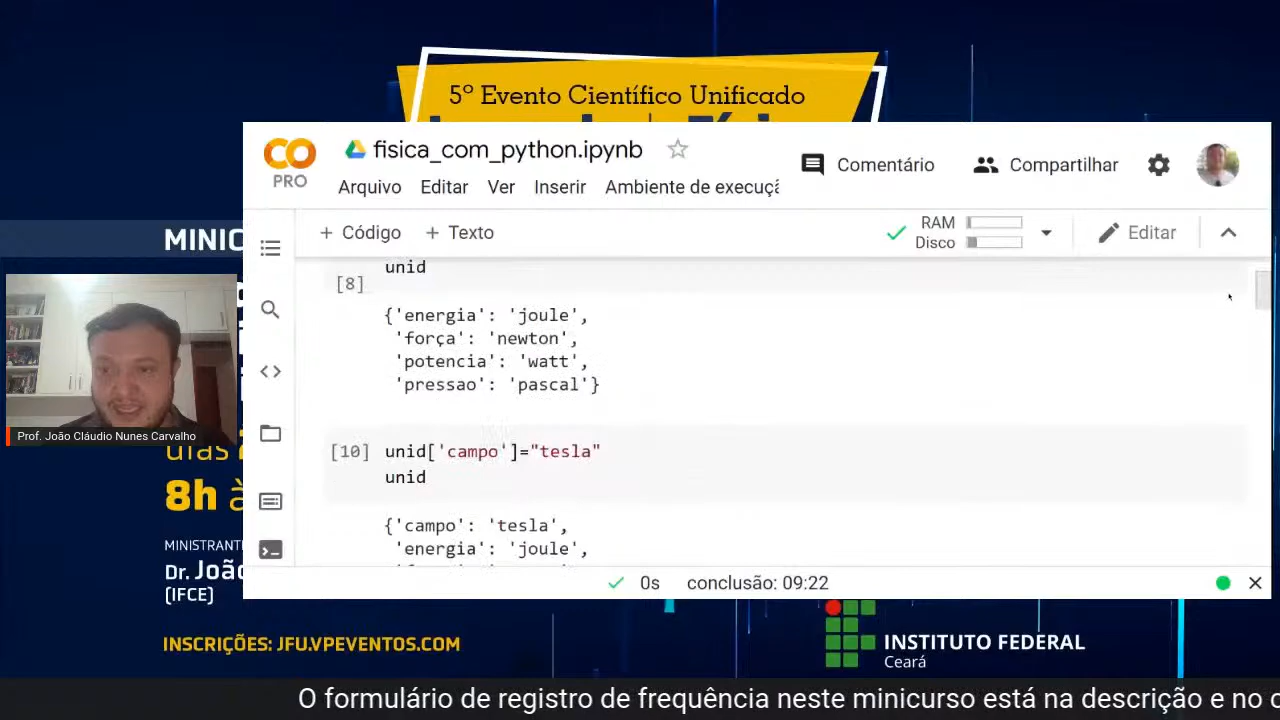 5º Evento Científico Unificado
CO
PRO
fisica_com_python.ipynb
Comentário
Compartilhar
Arquivo Editar Ver Inserir Ambiente de execuçã
+ Código + Texto
RAM
Disco
Editar
unid
[8]
{'energia': 'joule',
'força': 'newton',
'potencia': 'watt',
'pressao': 'pascal'}
[10] unid['campo']="tesla"
unid
{'campo': 'tesla',
'energia': 'joule',
0s conclusão: 09:22
MINIC
Prof. João Cláudio Nunes Carvalho
dias
8h à
MINISTRANT
Dr. João
(IFCE)
INSCRIÇÕES: JFU.VPEVENTOS.COM
INSTITUTO FEDERAL
Ceará
O formulário de registro de frequência neste minicurso está na descrição e no c